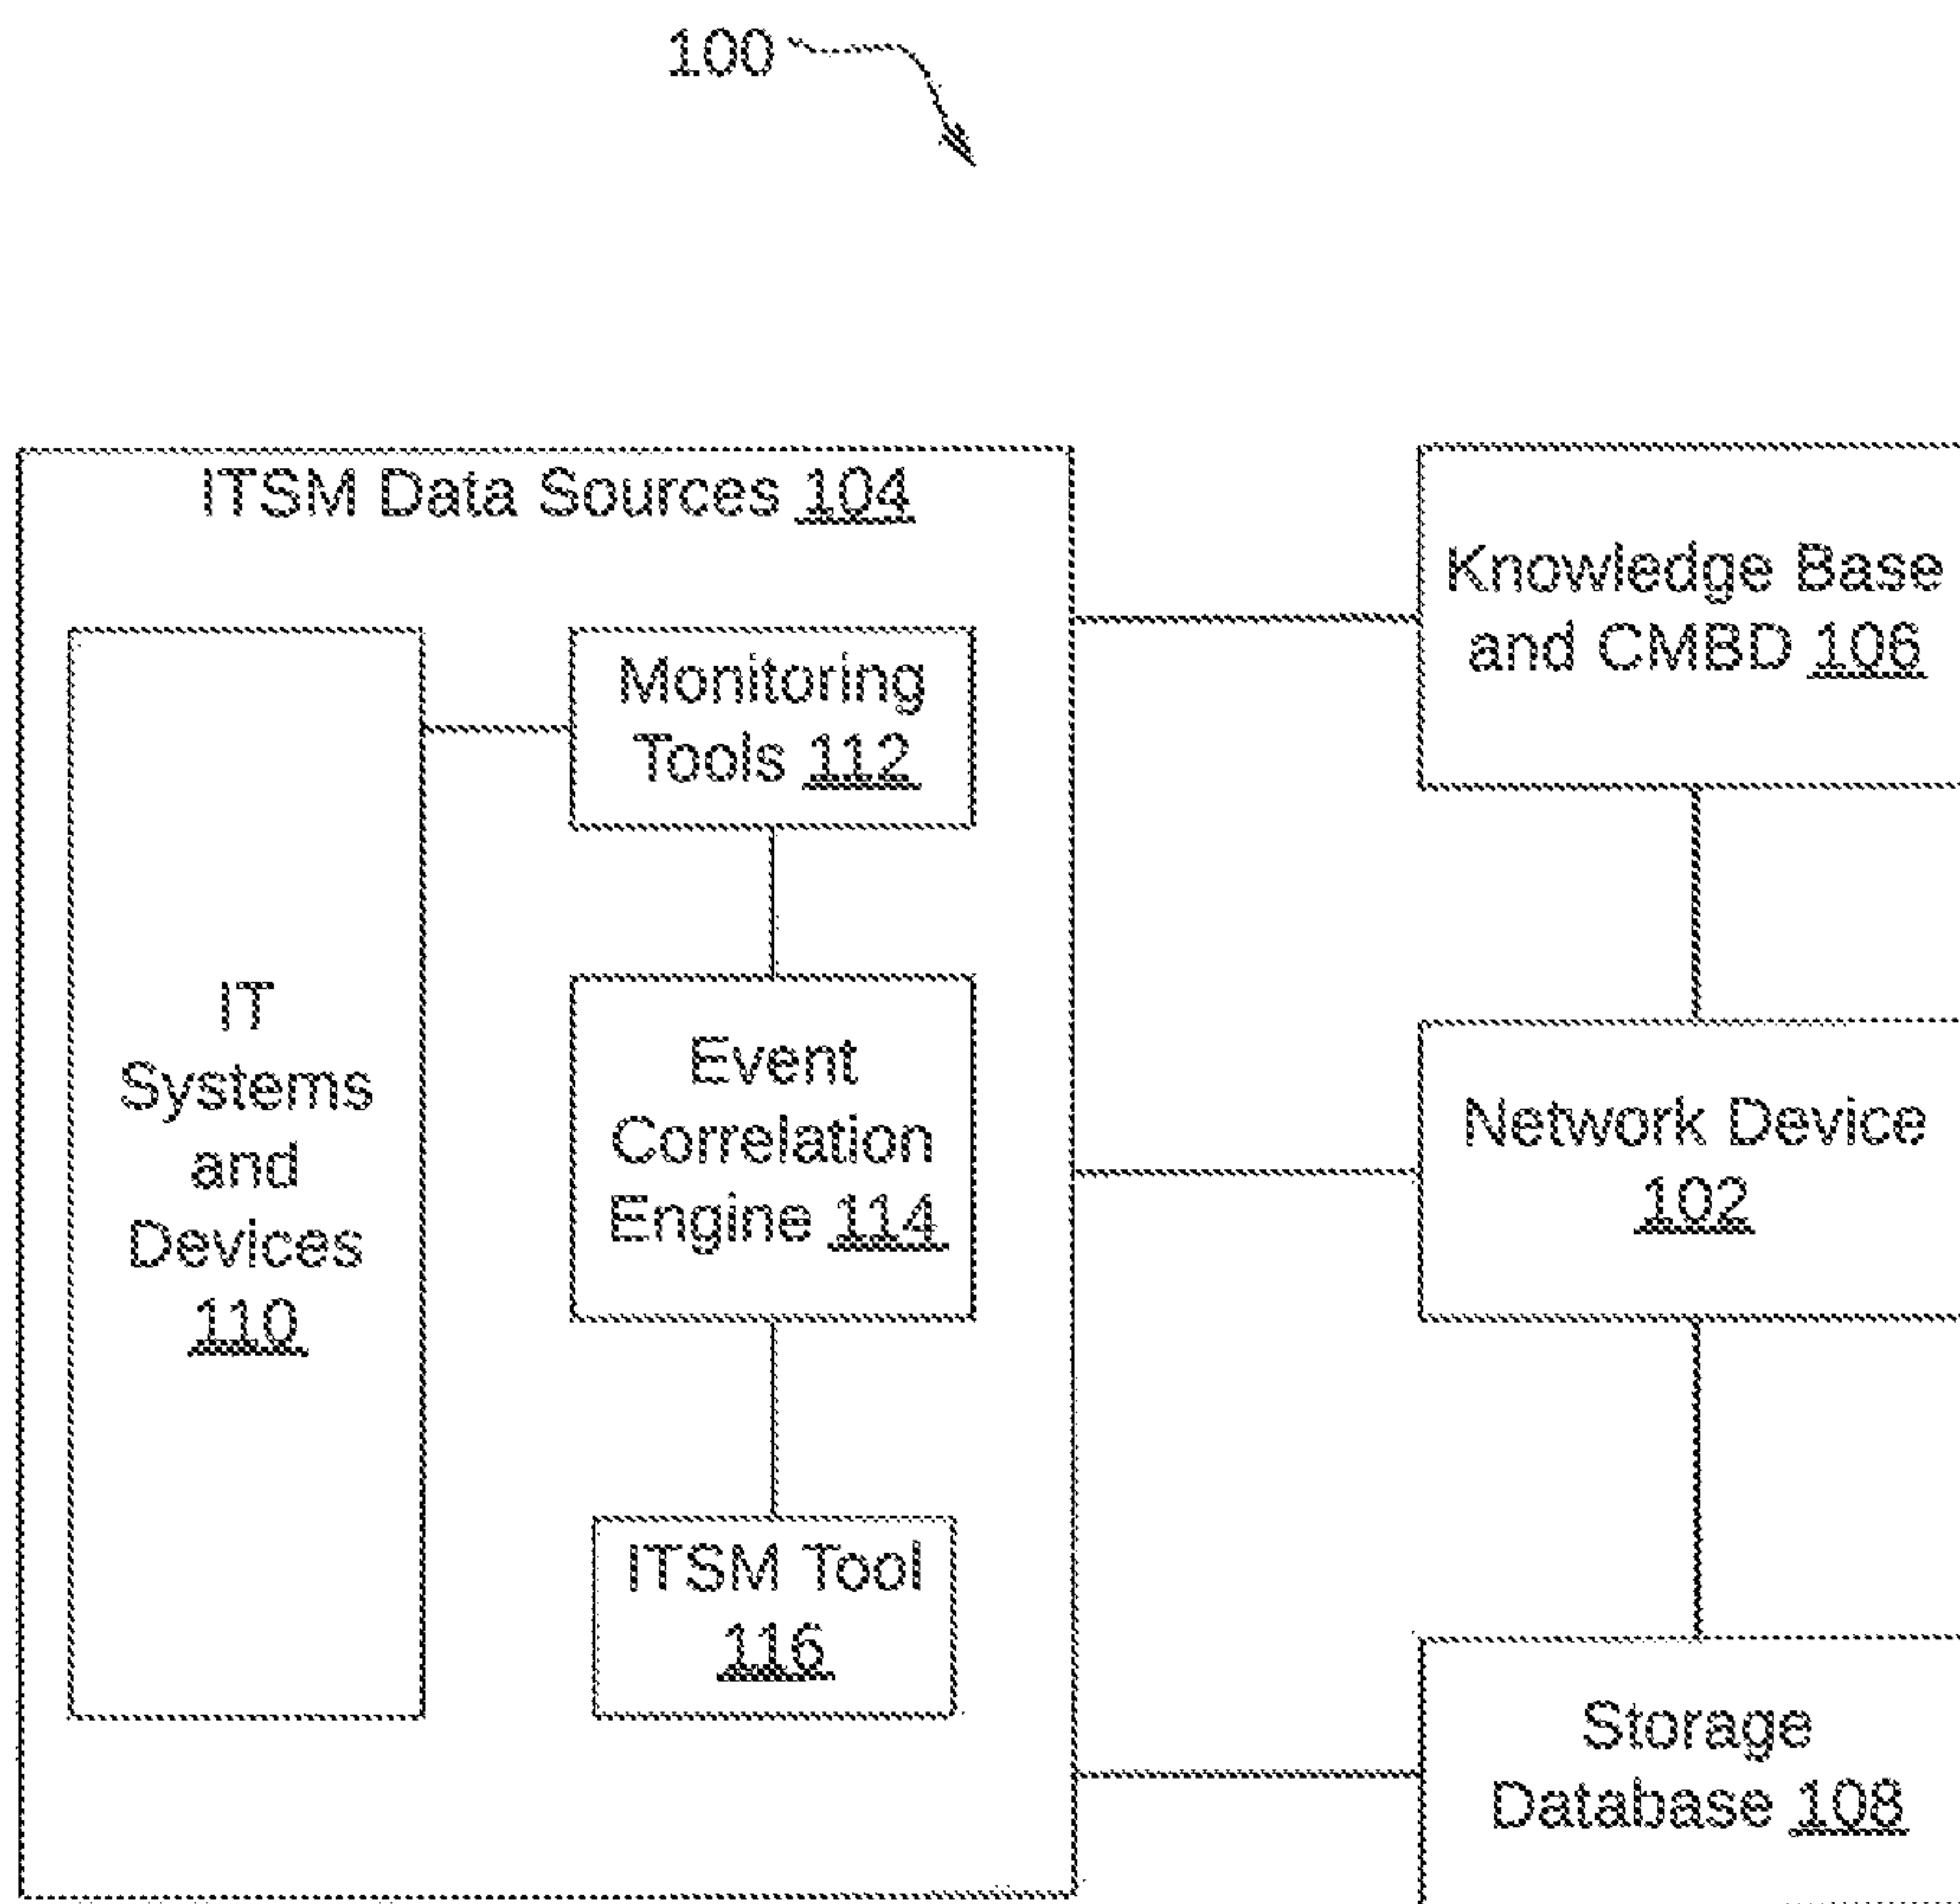 100
ITSM Data Sources 104
Monitoring
Tools 112
IT
Systems
and
Devices
110
Event
Correlation
Engine 114
ITSM Tool
116
Knowledge Base
and CMBD 106
Network Device
102
Storage
Database 108